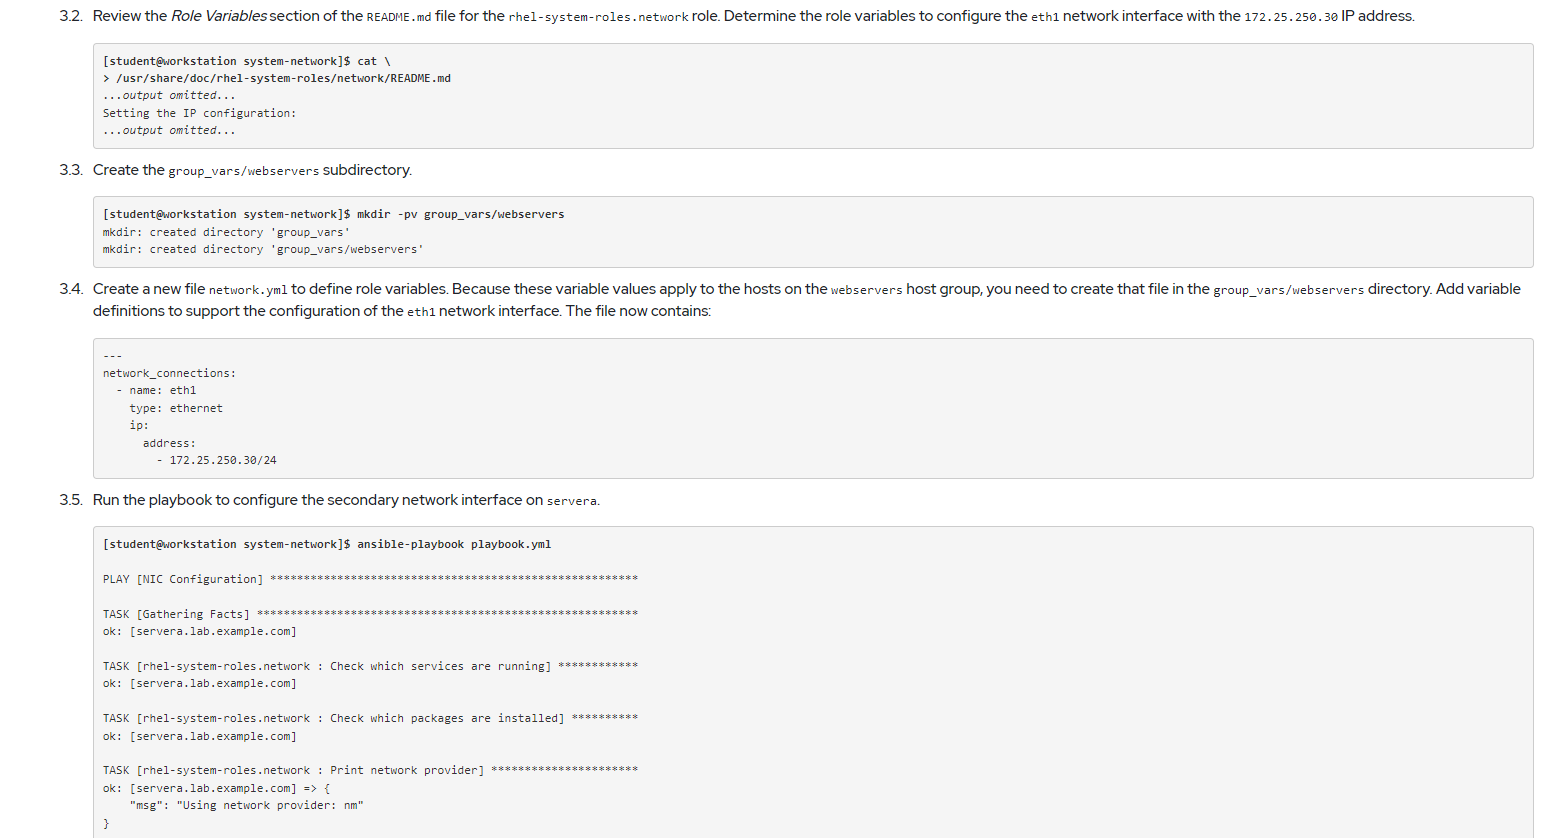 3.2. Review the Role Variables section of the README.md file for the rhel-system-roles.network role. Determine the role variables to configure the eth1 network interface with the 172.25.250.30 IP address.
[student@workstation system-network]$ cat \
> /usr/share/doc/rhel-system-roles/network/README.md
...output omitted...
Setting the IP configuration:
...output omitted...
3.3. Create the group_vars/webservers subdirectory.
[student@workstation system-network]$ mkdir -pv group_vars/webservers
mkdir: created directory 'group_vars'
mkdir: created directory 'group_vars/webservers'
3.4. Create a new file network.yml to define role variables. Because these variable values apply to the hosts on the webservers host group, you need to create that file in the group_vars/webservers directory. Add variable
definitions to support the configuration of the eth1 network interface. The file now contains:
---
network_connections:
  - name: eth1
    type: ethernet
    ip:
      address:
        - 172.25.250.30/24
3.5. Run the playbook to configure the secondary network interface on servera.
[student@workstation system-network]$ ansible-playbook playbook.yml
PLAY [NIC Configuration] *******************************************************
TASK [Gathering Facts] *********************************************************
ok: [servera.lab.example.com]
TASK [rhel-system-roles.network : Check which services are running] ************
ok: [servera.lab.example.com]
TASK [rhel-system-roles.network : Check which packages are installed] **********
ok: [servera.lab.example.com]
TASK [rhel-system-roles.network : Print network provider] **********************
ok: [servera.lab.example.com] => {
    "msg": "Using network provider: nm"
}